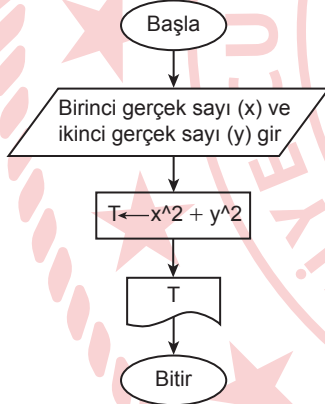 Başla
Birinci gerçek sayı (x) ve
ikinci gerçek sayı (y) gir
T←x^2 + y^2
T
Bitir